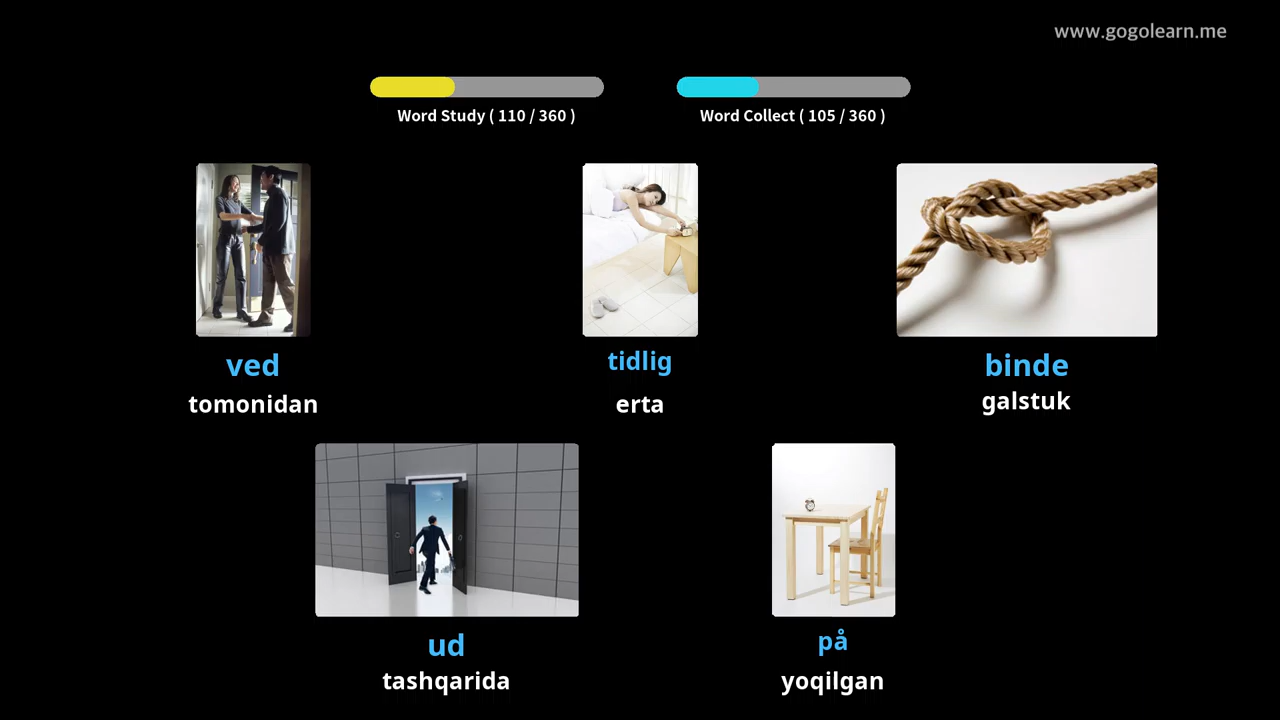 www.gogolearn.me
Word Study ( 110 / 360 )
Word Collect ( 105 / 360 )
ved
tomonidan
tidlig
erta
binde
galstuk
ud
tashqarida
på
yoqilgan